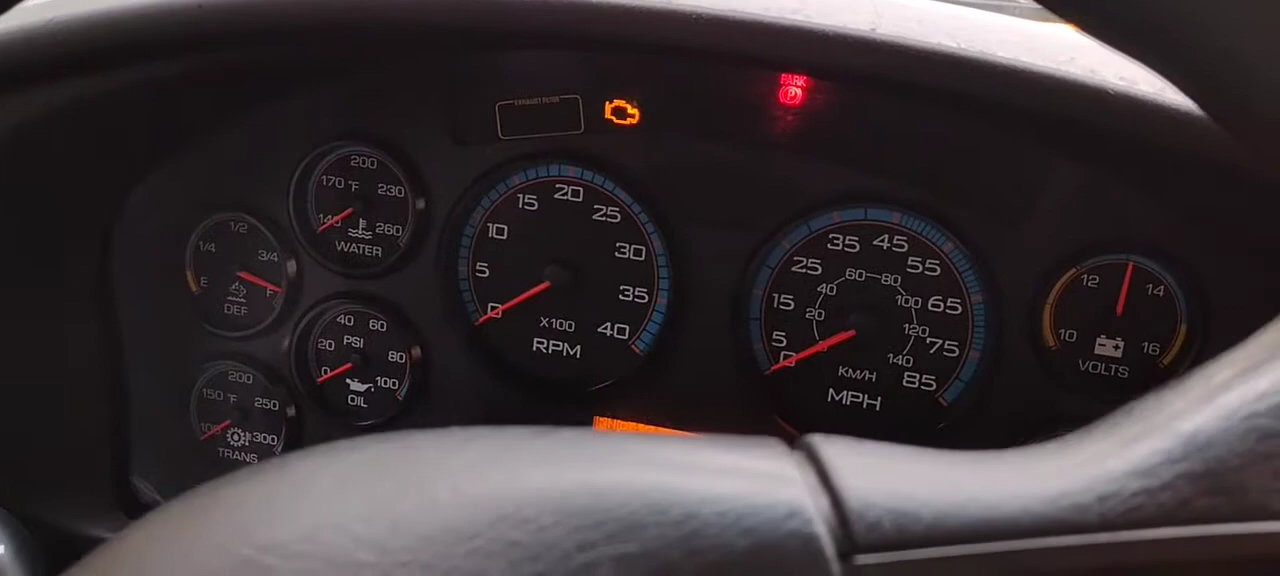 EXHAUST FILTER
PARK
P
1/4 1/2 3/4
E F
DEF
140 170 °F 200 230 260
WATER
20 40 60 80
0 PSI 100
OIL
100 150 °F 200 250 300
TRANS
0 5 10 15 20 25 30 35 40
X100
RPM
0 5 15 25 35 45 55 65 75 85
20 40 60 80 100 120 140
KM/H
MPH
10 12 14 16
VOLTS